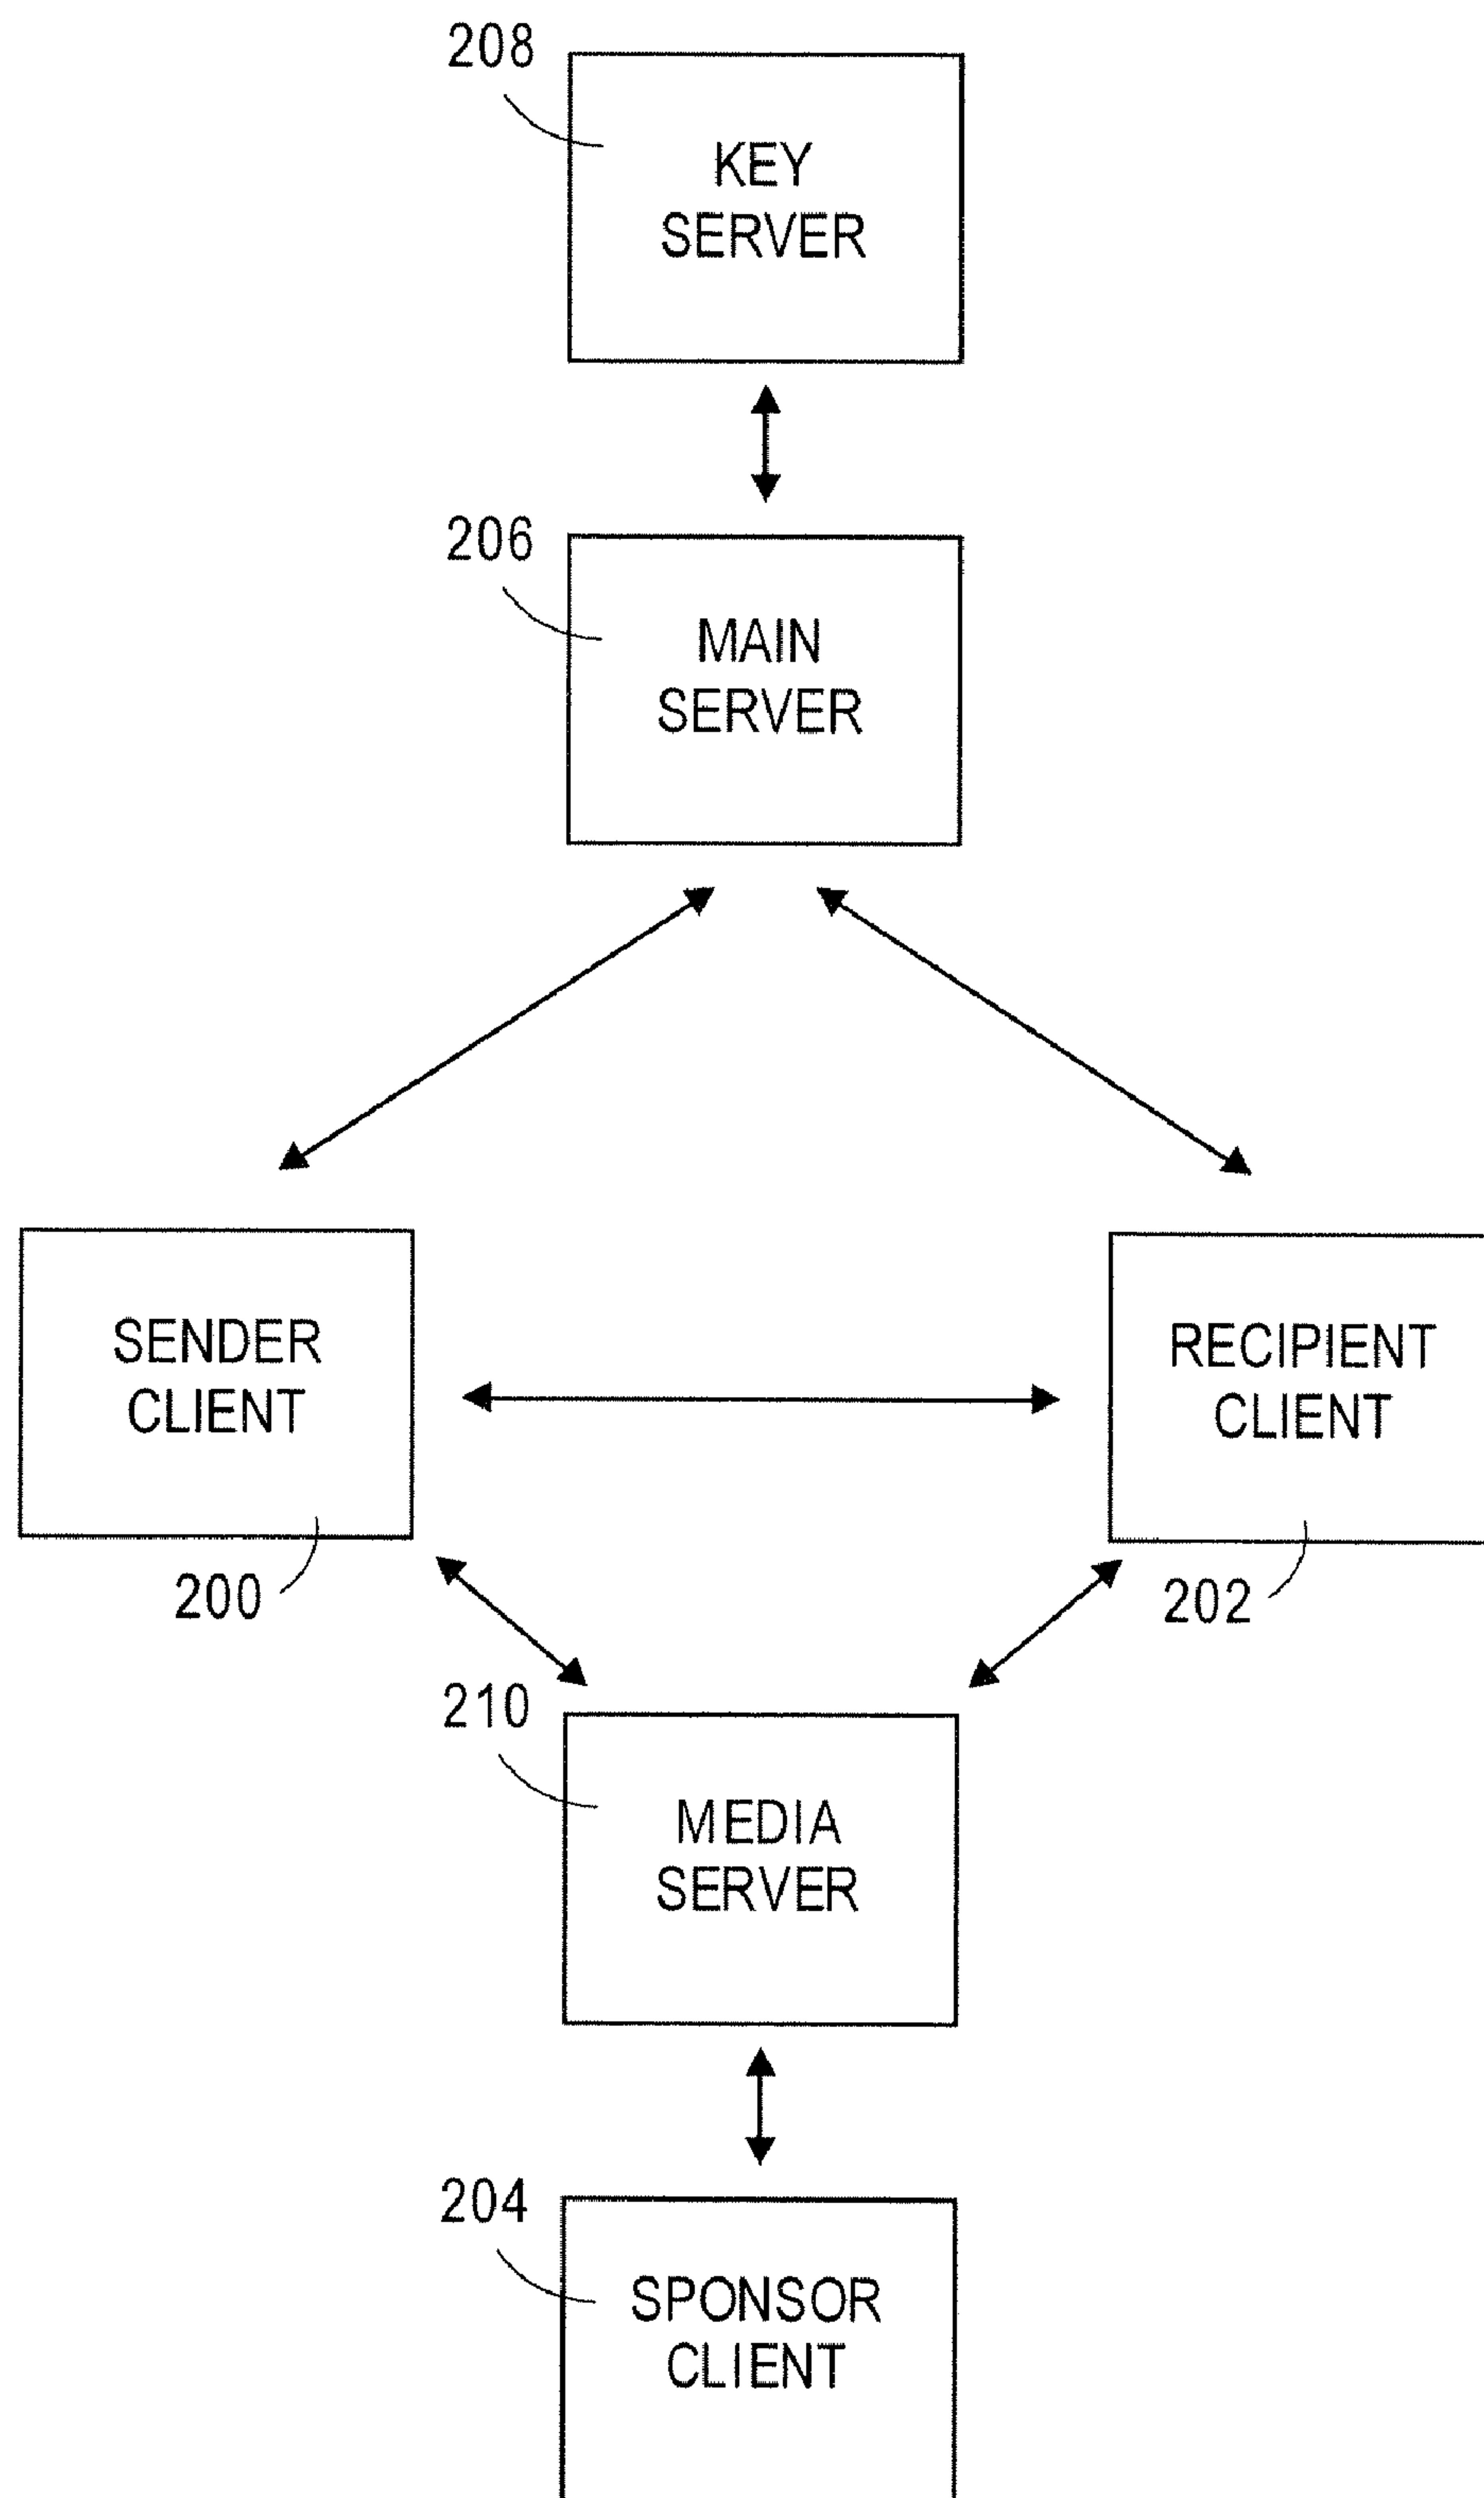 208
KEY
SERVER
206
MAIN
SERVER
SENDER
CLIENT
RECIPIENT
CLIENT
200
202
210
MEDIA
SERVER
204
SPONSOR
CLIENT